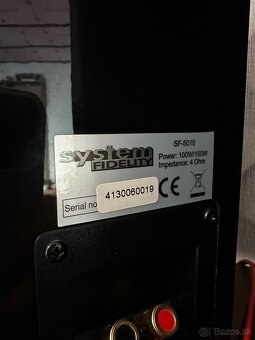 system
FIDELITY
SF-5010
Power: 100W/150W
Impedance: 4 Ohm
Serial no
4130060019
CE
bazos.sk